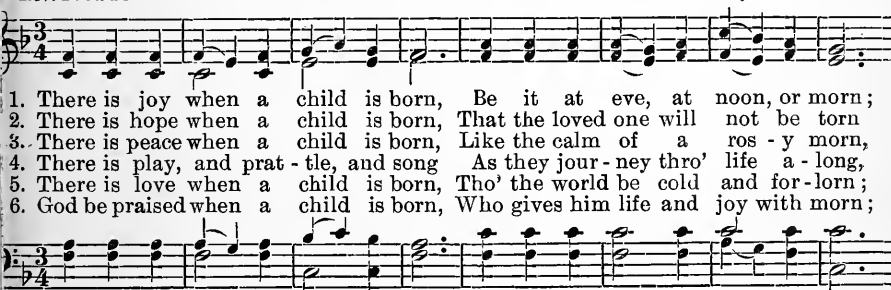 1. There is joy when a child is born, Be it at eve, at noon, or morn;
2. There is hope when a child is born, That the loved one will not be torn
3. There is peace when a child is born, Like the calm of a ros - y morn,
4. There is play, and prat - tle, and song As they jour - ney thro' life a - long,
5. There is love when a child is born, Tho' the world be cold and for - lorn;
6. God be praised when a child is born, Who gives him life and joy with morn;